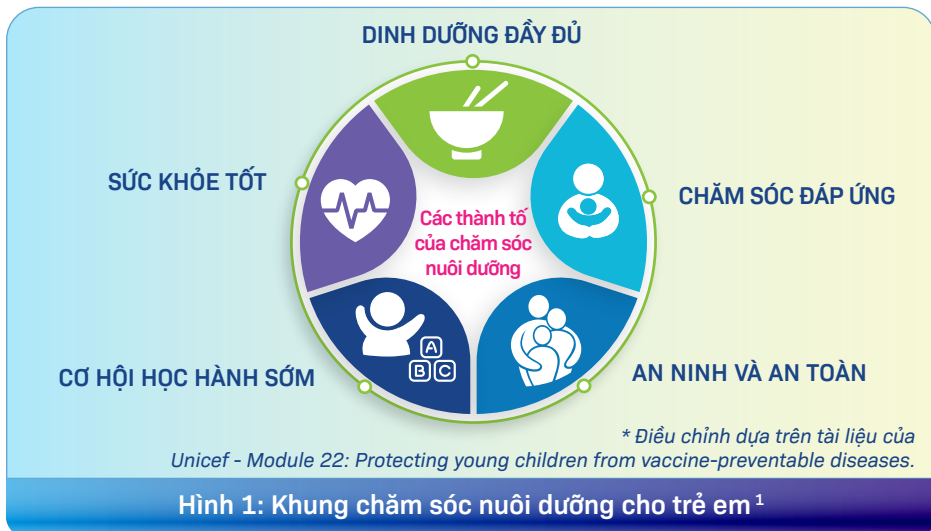 DINH DƯỠNG ĐẦY ĐỦ
SỨC KHỎE TỐT
CHĂM SÓC ĐÁP ỨNG
Các thành tố
của chăm sóc
nuôi dưỡng
A
B C
CƠ HỘI HỌC HÀNH SỚM
AN NINH VÀ AN TOÀN
* Điều chỉnh dựa trên tài liệu của
Unicef - Module 22: Protecting young children from vaccine-preventable diseases.
Hình 1: Khung chăm sóc nuôi dưỡng cho trẻ em ¹